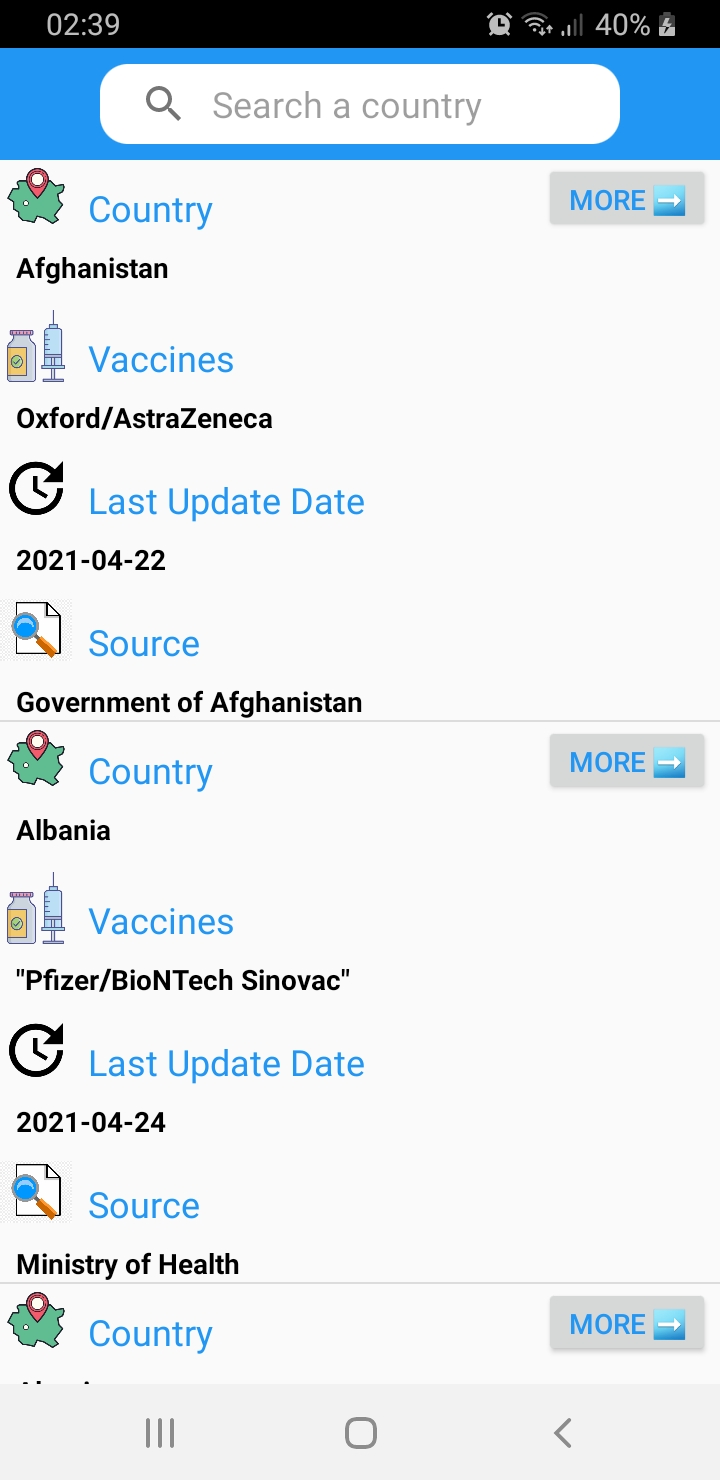 02:39 40%
Search a country
Country MORE ➡
Afghanistan
Vaccines
Oxford/AstraZeneca
Last Update Date
2021-04-22
Source
Government of Afghanistan
Country MORE ➡
Albania
Vaccines
"Pfizer/BioNTech Sinovac"
Last Update Date
2021-04-24
Source
Ministry of Health
Country MORE ➡